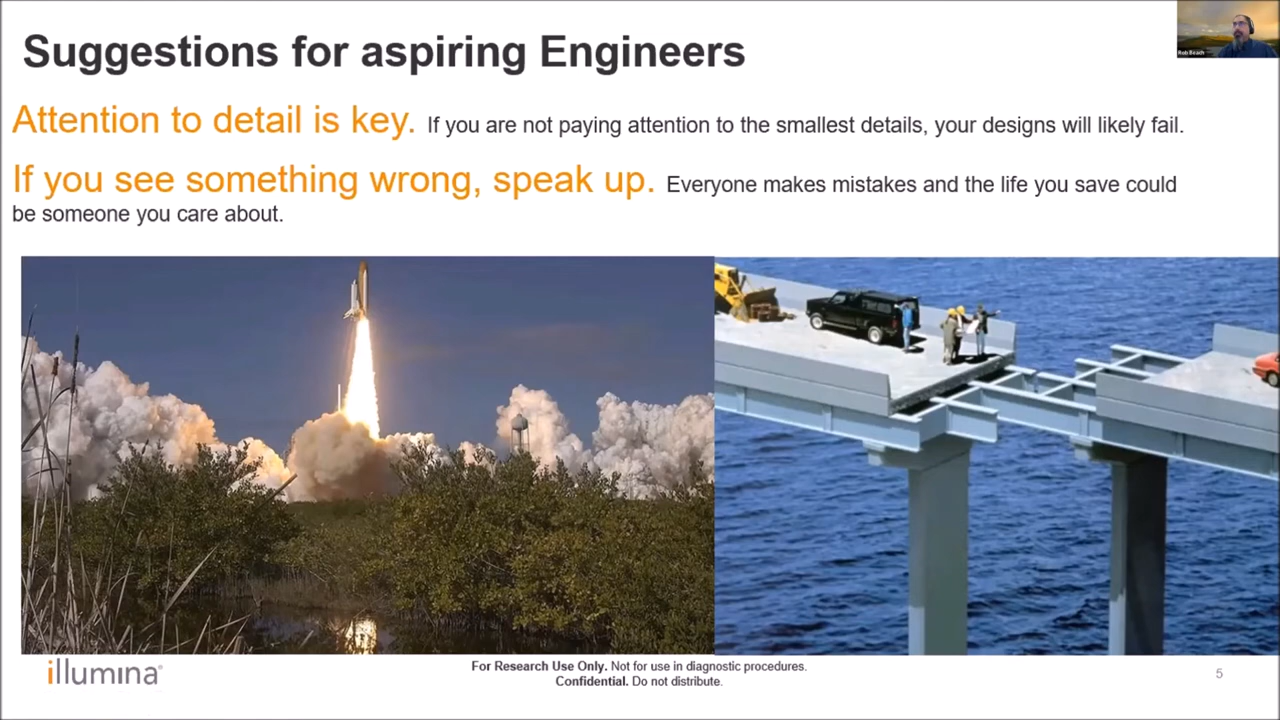 Suggestions for aspiring Engineers
Rob Beach
Attention to detail is key. If you are not paying attention to the smallest details, your designs will likely fail.
If you see something wrong, speak up. Everyone makes mistakes and the life you save could
be someone you care about.
illumina®
For Research Use Only. Not for use in diagnostic procedures.
Confidential. Do not distribute.
5